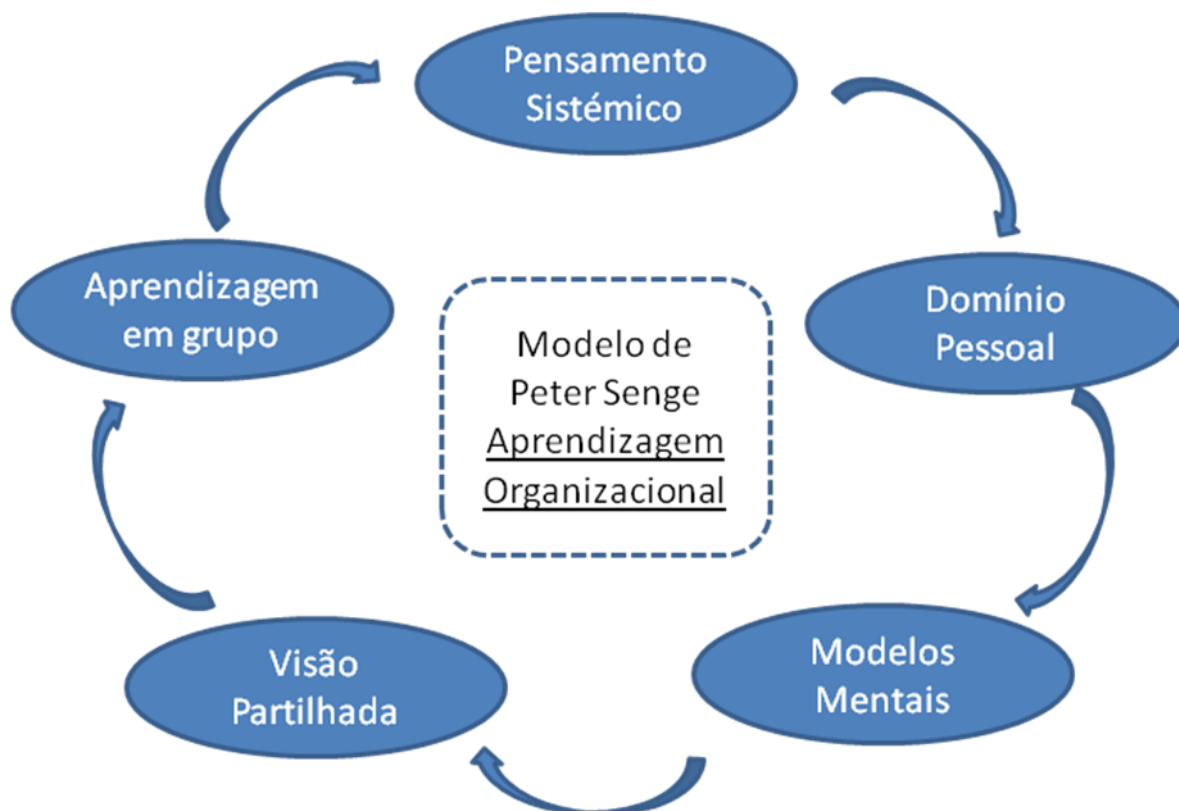 Pensamento
Sistémico
Domínio
Pessoal
Modelos
Mentais
Visão
Partilhada
Aprendizagem
em grupo
Modelo de
Peter Senge
Aprendizagem
Organizacional